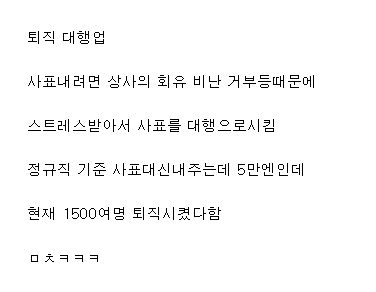 퇴직 대행업
사표내려면 상사의 회유 비난 거부등때문에
스트레스받아서 사표를 대행으로시킴
정규직 기준 사표대신내주는데 5만엔인데
현재 1500여명 퇴직시켰다함
ㅁㅊㅋㅋㅋ